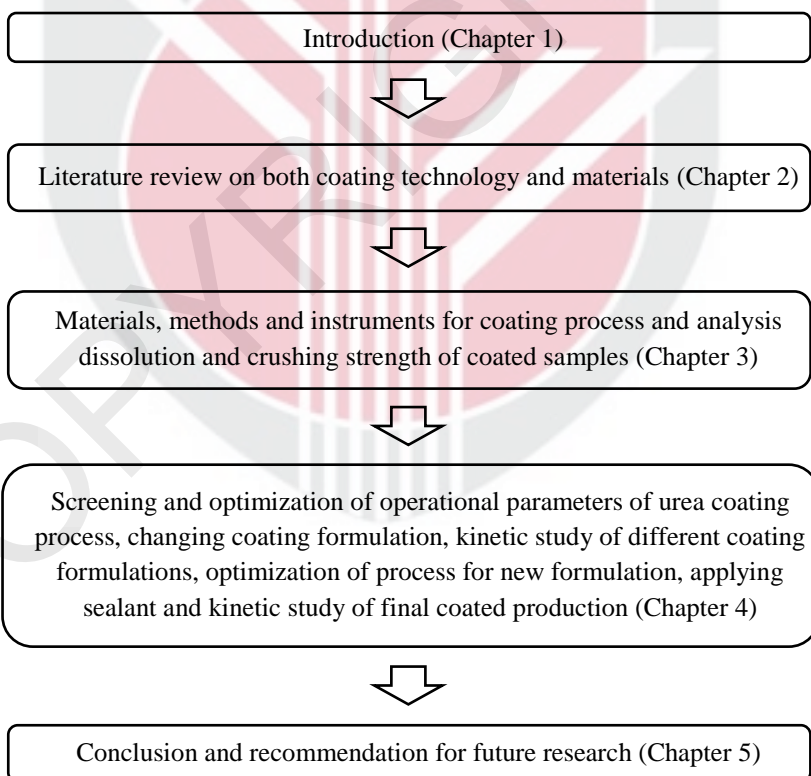 Introduction (Chapter 1)
Literature review on both coating technology and materials (Chapter 2)
Materials, methods and instruments for coating process and analysis
dissolution and crushing strength of coated samples (Chapter 3)
Screening and optimization of operational parameters of urea coating
process, changing coating formulation, kinetic study of different coating
formulations, optimization of process for new formulation, applying
sealant and kinetic study of final coated production (Chapter 4)
Conclusion and recommendation for future research (Chapter 5)